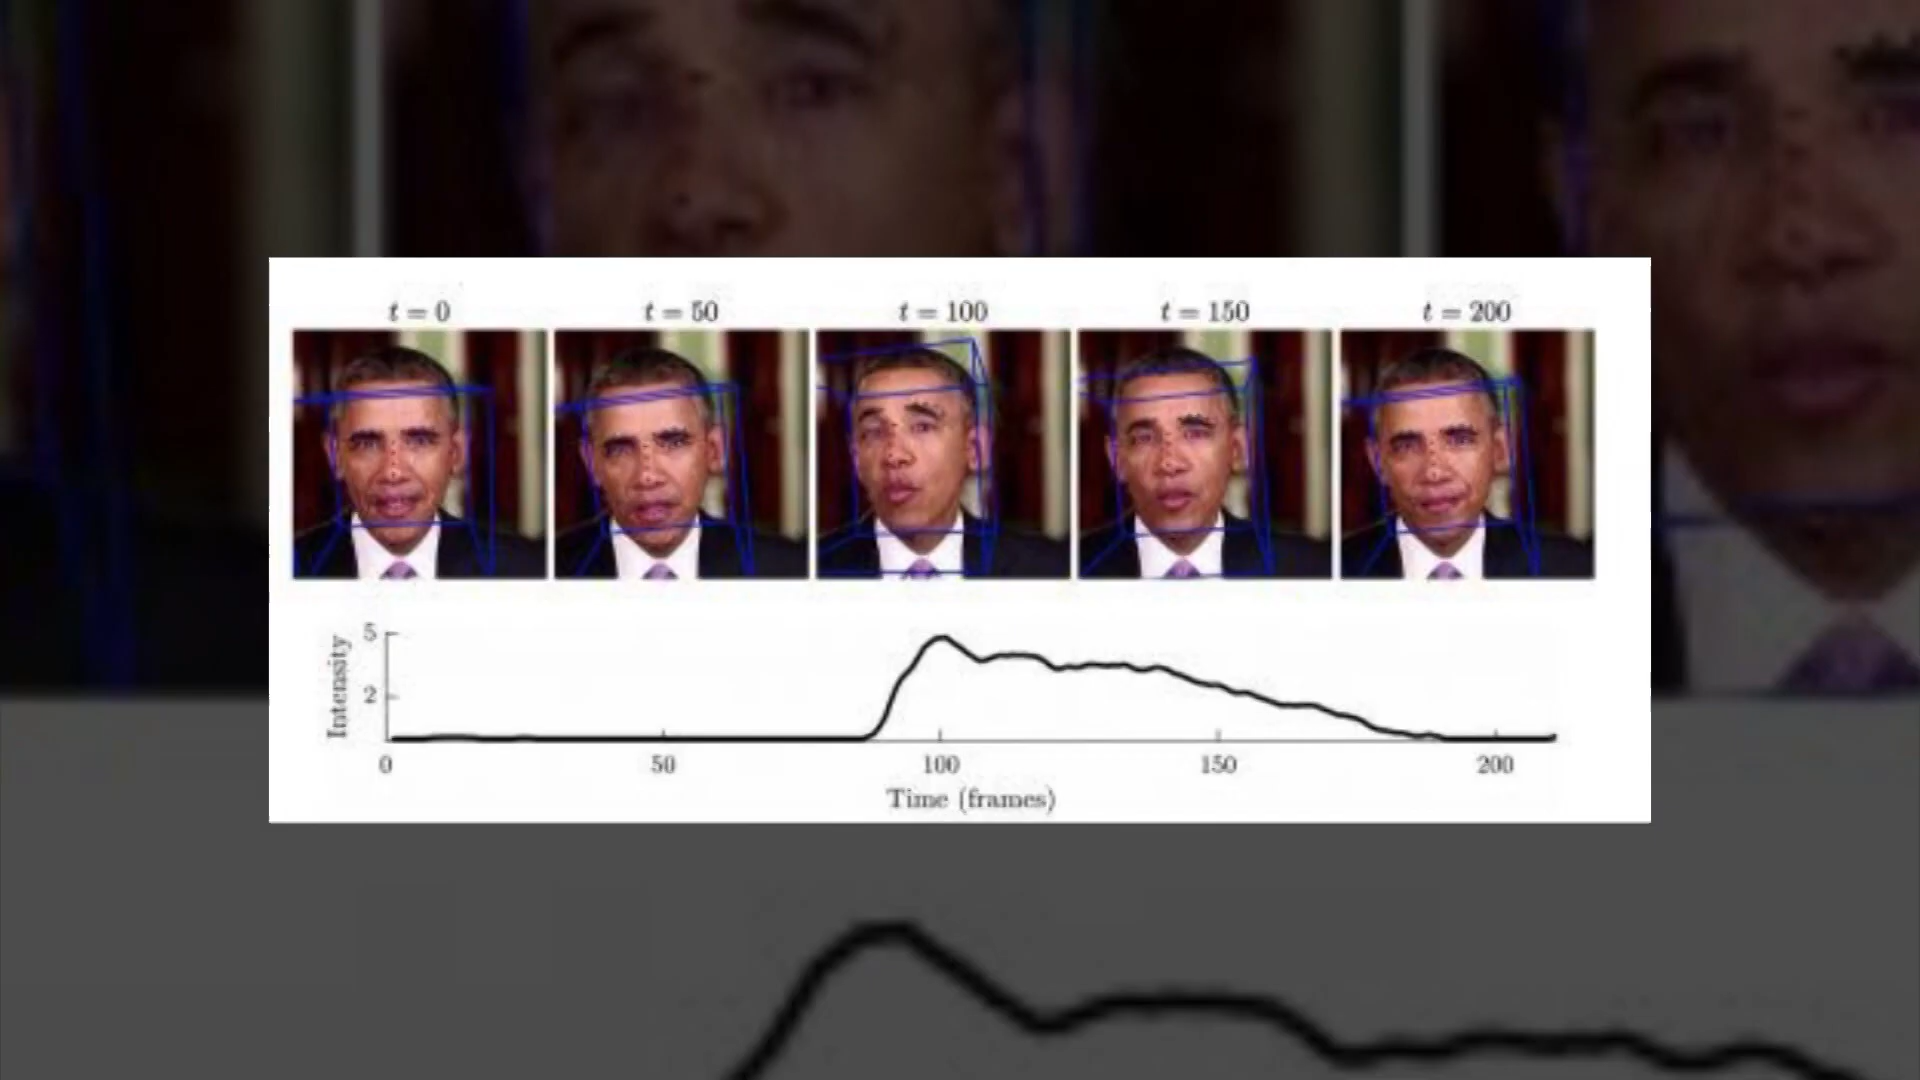 t = 0 t = 50 t = 100 t = 150 t = 200
Intensity
5
2
0 50 100 150 200
Time (frames)